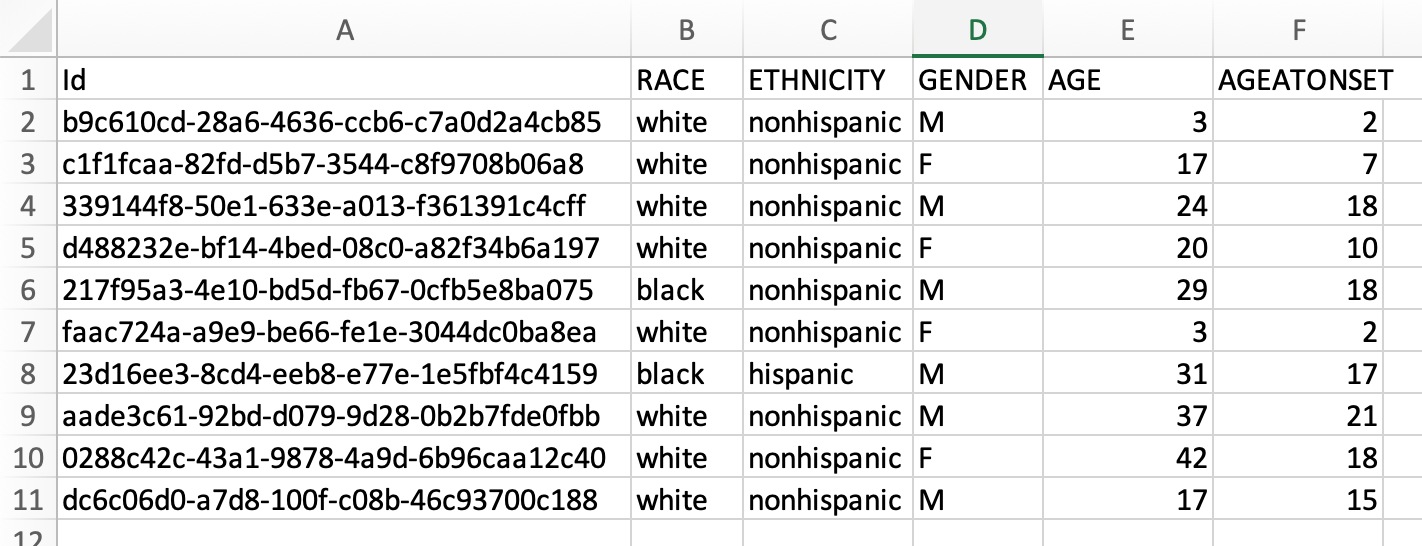 A B C D E F
1 Id RACE ETHNICITY GENDER AGE AGEATONSET
2 b9c610cd-28a6-4636-ccb6-c7a0d2a4cb85 white nonhispanic M 3 2
3 c1f1fcaa-82fd-d5b7-3544-c8f9708b06a8 white nonhispanic F 17 7
4 339144f8-50e1-633e-a013-f361391c4cff white nonhispanic M 24 18
5 d488232e-bf14-4bed-08c0-a82f34b6a197 white nonhispanic F 20 10
6 217f95a3-4e10-bd5d-fb67-0cfb5e8ba075 black nonhispanic M 29 18
7 faac724a-a9e9-be66-fe1e-3044dc0ba8ea white nonhispanic F 3 2
8 23d16ee3-8cd4-eeb8-e77e-1e5fbf4c4159 black hispanic M 31 17
9 aade3c61-92bd-d079-9d28-0b2b7fde0fbb white nonhispanic M 37 21
10 0288c42c-43a1-9878-4a9d-6b96caa12c40 white nonhispanic F 42 18
11 dc6c06d0-a7d8-100f-c08b-46c93700c188 white nonhispanic M 17 15
12